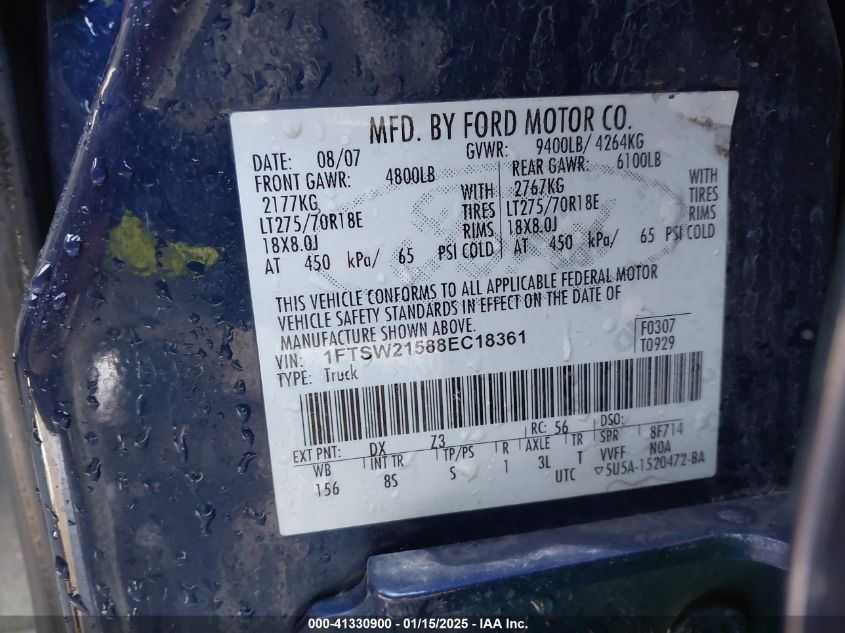 MFD. BY FORD MOTOR CO.
DATE: 08/07 GVWR: 9400LB/ 4264KG
FRONT GAWR: 4800LB REAR GAWR: 6100LB
2177KG WITH 2767KG WITH
LT275/70R18E TIRES LT275/70R18E TIRES
18X8.0J RIMS 18X8.0J RIMS
AT 450 kPa/ 65 PSI COLD AT 450 kPa/ 65 PSI COLD
THIS VEHICLE CONFORMS TO ALL APPLICABLE FEDERAL MOTOR
VEHICLE SAFETY STANDARDS IN EFFECT ON THE DATE OF
MANUFACTURE SHOWN ABOVE.
VIN: 1FTSW21588EC18361 F0307
TYPE: Truck T0929
EXT PNT: DX Z3 RC: 56 DSO:
WB INT TR TP/PS R AXLE TR SPR 8F714
156 8S S 1 3L T VVFF NOA
UTC ▽5U5A-1520472-BA
000-41330900 - 01/15/2025 - IAA Inc.